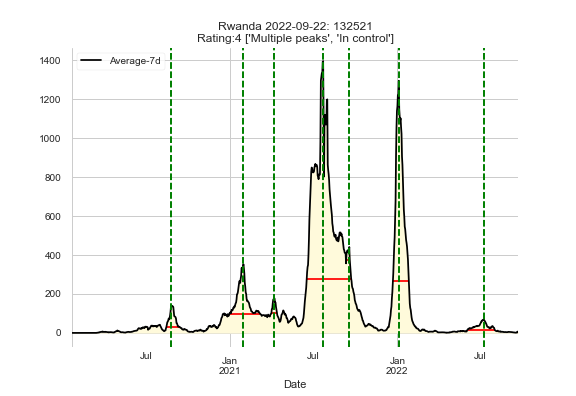 Rwanda 2022-09-22: 132521
Rating:4 ['Multiple peaks', 'In control']
Average-7d
1400
1200
1000
800
600
400
200
0
Jul
Jan
2021
Jul
Jan
2022
Jul
Date